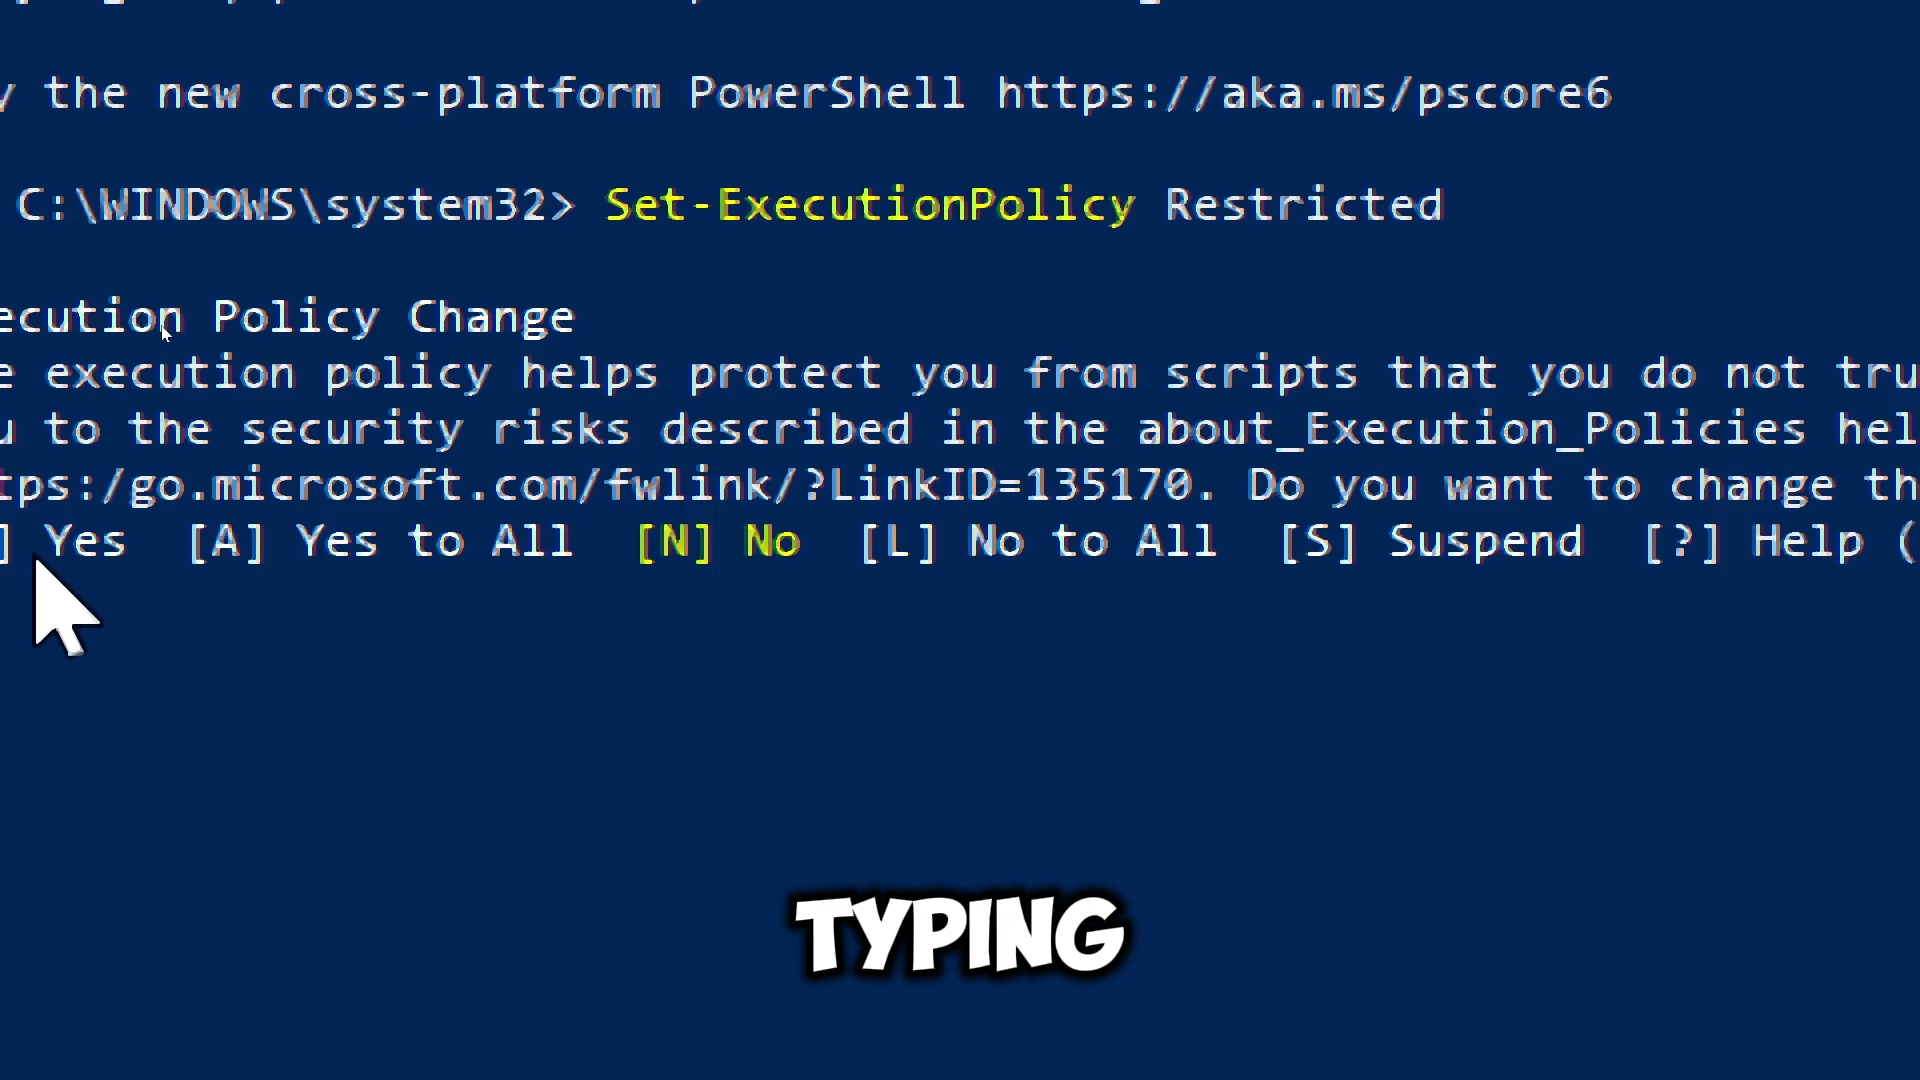 the new cross-platform PowerShell https://aka.ms/pscore6
C:\WINDOWS\system32> Set-ExecutionPolicy Restricted
ecution Policy Change
e execution policy helps protect you from scripts that you do not tru
u to the security risks described in the about_Execution_Policies hel
tps:/go.microsoft.com/fwlink/?LinkID=135170. Do you want to change th
] Yes [A] Yes to All [N] No [L] No to All [S] Suspend [?] Help (
TYPING